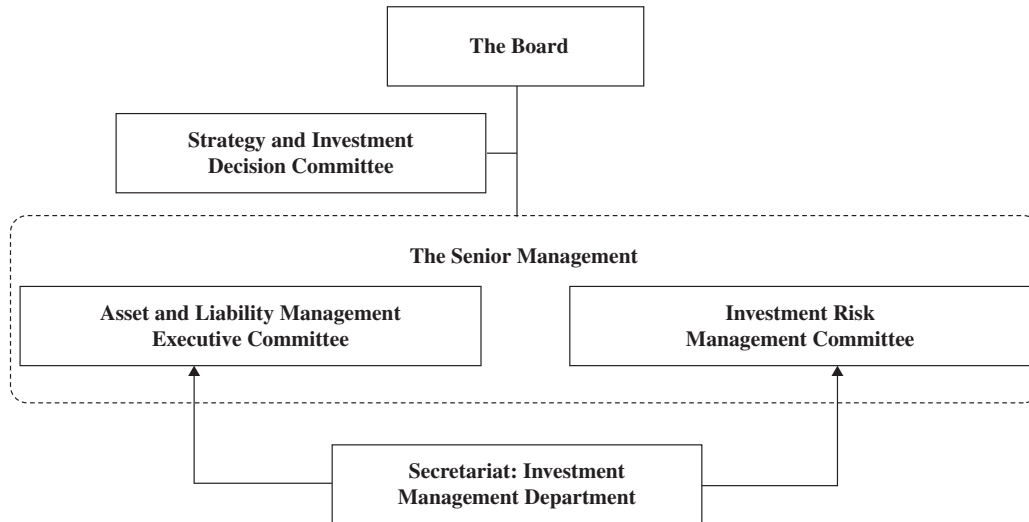 The Board
Strategy and Investment
Decision Committee
The Senior Management
Asset and Liability Management
Executive Committee
Investment Risk
Management Committee
Secretariat: Investment
Management Department